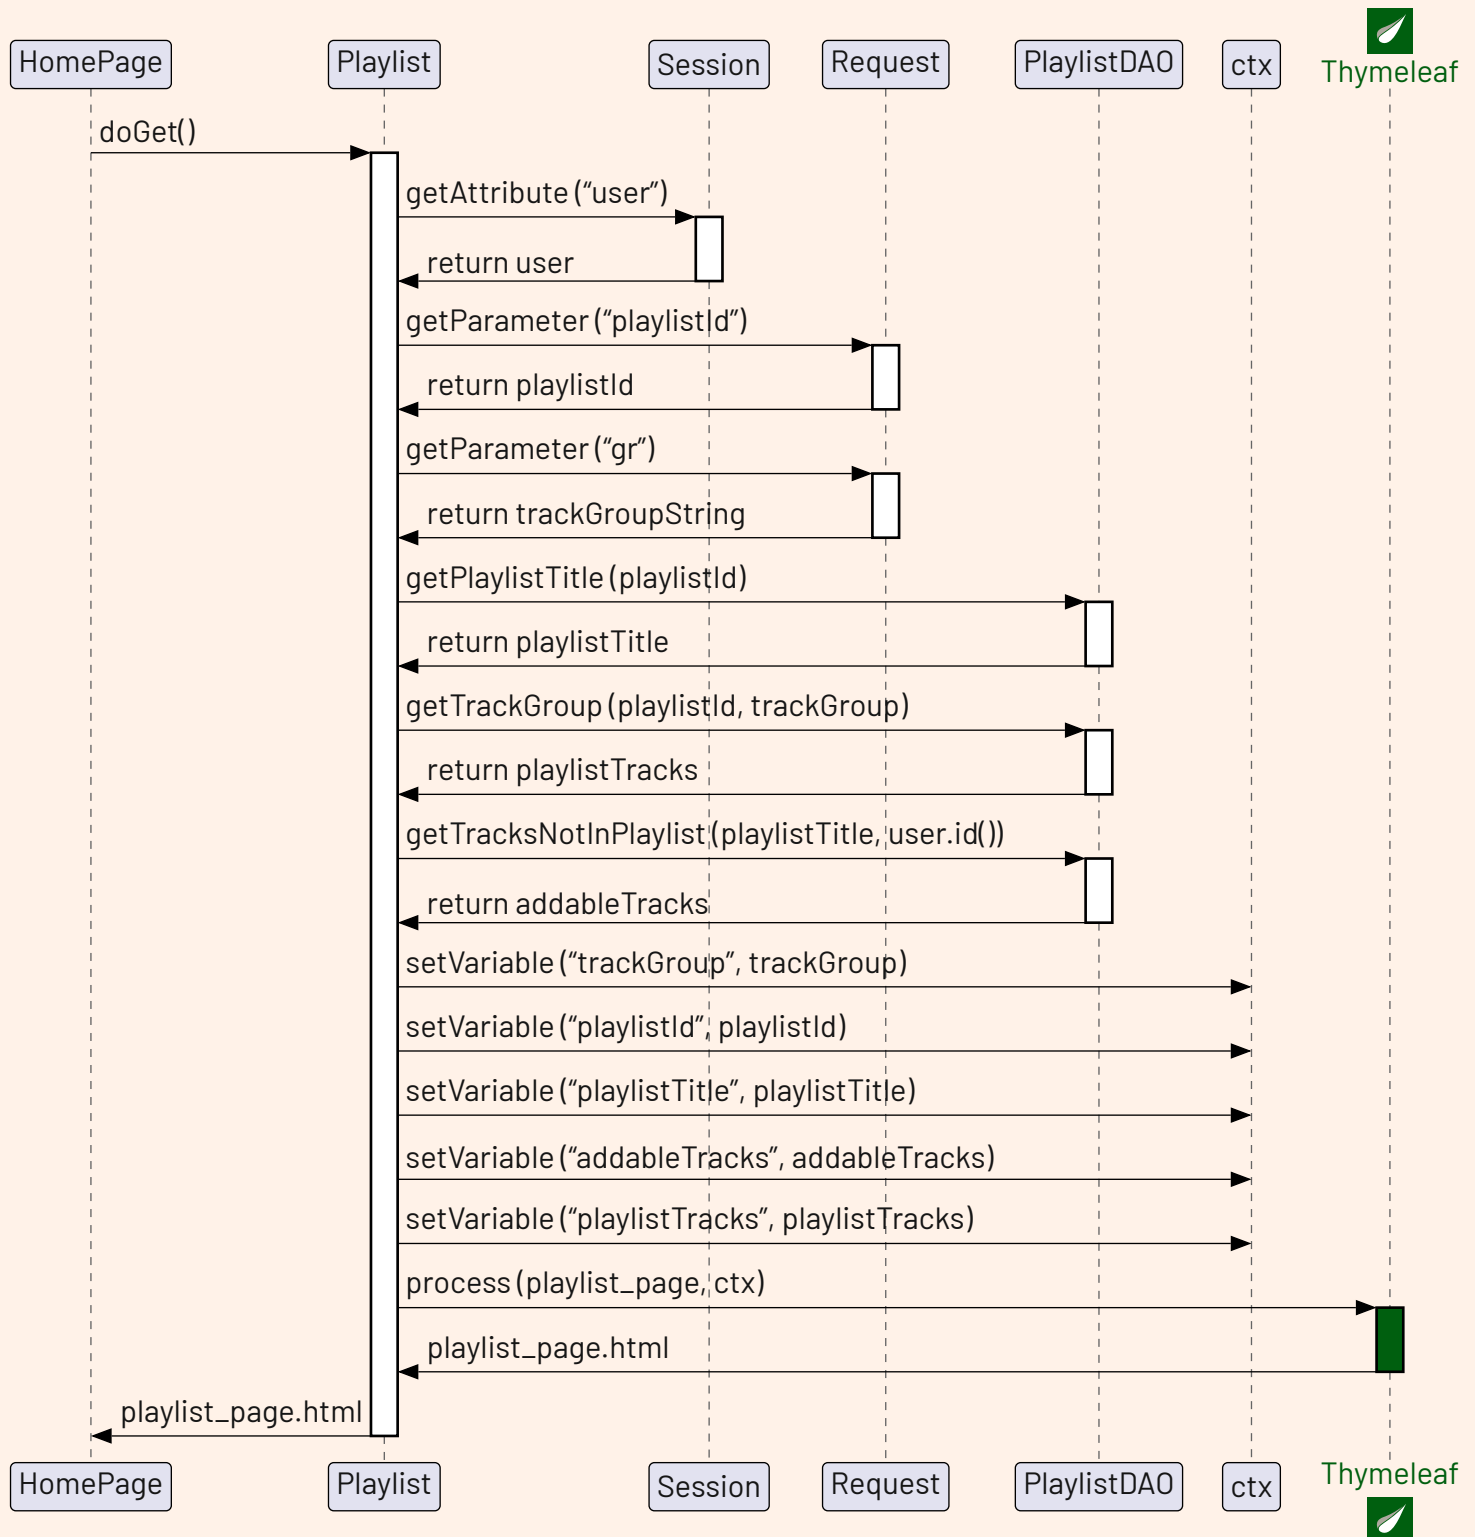 HomePage
Playlist
Session
Request
PlaylistDAO
ctx
Thymeleaf
doGet()
getAttribute(“user”)
return user
getParameter(“playlistId”)
return playlistId
getParameter(“gr”)
return trackGroupString
getPlaylistTitle(playlistId)
return playlistTitle
getTrackGroup(playlistId, trackGroup)
return playlistTracks
getTracksNotInPlaylist(playlistTitle, user.id())
return addableTracks
setVariable(“trackGroup”, trackGroup)
setVariable(“playlistId”, playlistId)
setVariable(“playlistTitle”, playlistTitle)
setVariable(“addableTracks”, addableTracks)
setVariable(“playlistTracks”, playlistTracks)
process(playlist_page, ctx)
playlist_page.html
playlist_page.html
HomePage
Playlist
Session
Request
PlaylistDAO
ctx
Thymeleaf